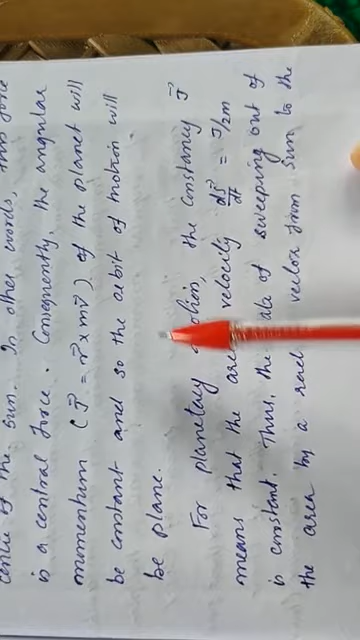 centre of the sun. In other words, this force
is a central force. Consequently, the angular
momentum (J⃗ = r⃗ × mv⃗) of the planet will
be constant and so the orbit of motion will
be plane.
For planetary motion, the constancy J⃗
means that the velocity ds⃗/dt = J/2m
is constant. Thus, the of sweeping out of
the area by a vector from sun to the